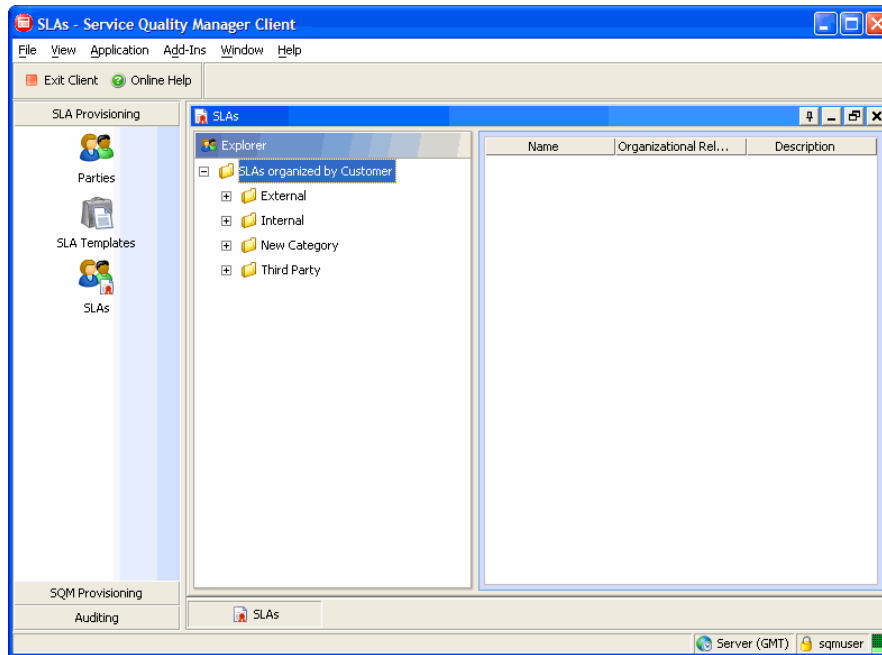 SLAs - Service Quality Manager Client
File View Application Add-Ins Window Help
Exit Client Online Help
SLA Provisioning
Parties
SLA Templates
SLAs
SQM Provisioning
Auditing
SLAs
Explorer
SLAs organized by Customer
External
Internal
New Category
Third Party
Name Organizational Rel... Description
SLAs
Server (GMT) sqmuser